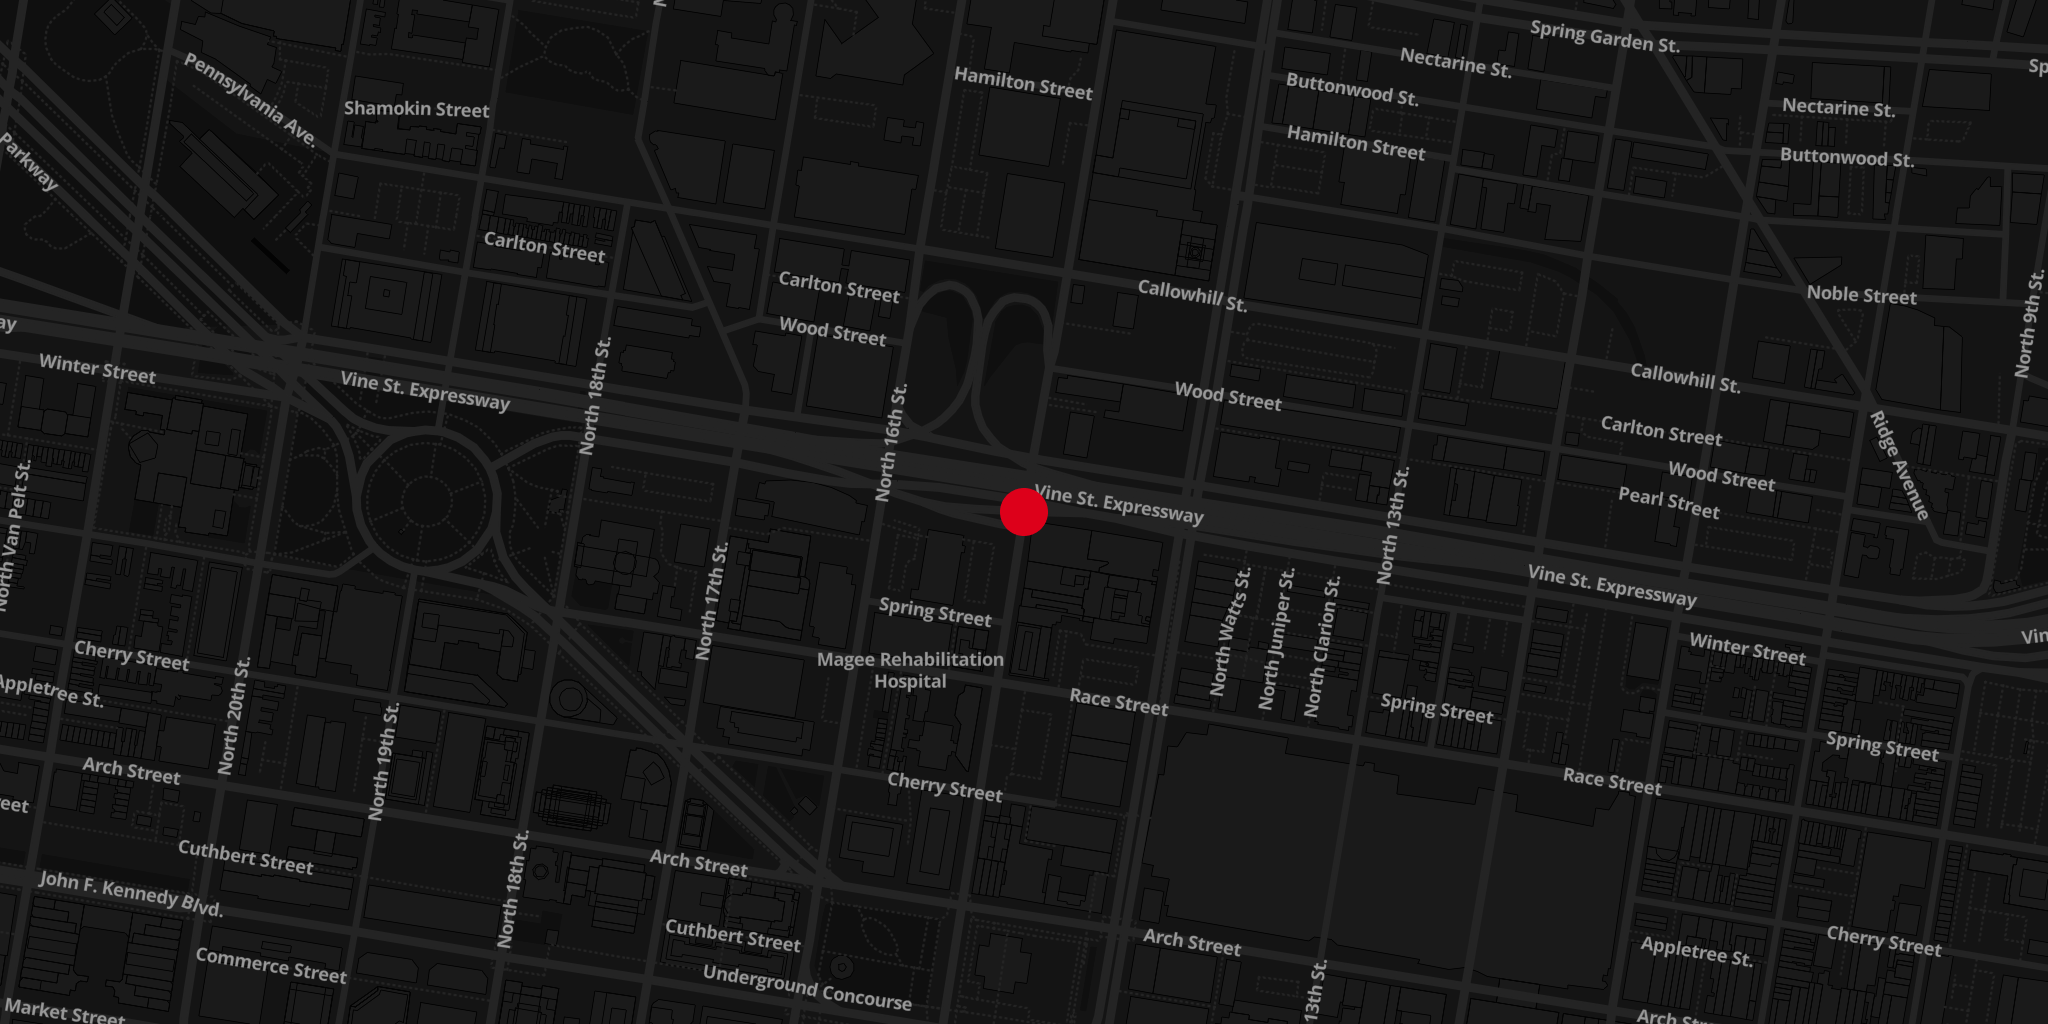 Spring Garden St.
Nectarine St.
Sp
Pennsylvania Ave.
Hamilton Street
Buttonwood St.
Shamokin Street
Nectarine St.
Parkway
Hamilton Street
Buttonwood St.
Carlton Street
Carlton Street
Callowhill St.
Noble Street
North 9th St.
ay
Wood Street
Winter Street
Vine St. Expressway
North 18th St.
Wood Street
Callowhill St.
North 16th St.
Carlton Street
Ridge Avenue
Wood Street
Pearl Street
Vine St. Expressway
North 13th St.
North Van Pelt St.
Vine St. Expressway
North 17th St.
Spring Street
North Watts St.
North Juniper St.
North Clarion St.
Vin
Winter Street
Cherry Street
Magee Rehabilitation
Hospital
Appletree St.
North 20th St.
Race Street
Spring Street
North 19th St.
Spring Street
Arch Street
Cherry Street
Race Street
reet
Cuthbert Street
Arch Street
North 18th St.
John F. Kennedy Blvd.
Cuthbert Street
Arch Street
Appletree St.
Cherry Street
Commerce Street
Underground Concourse
13th St.
Market Street
Arch Str